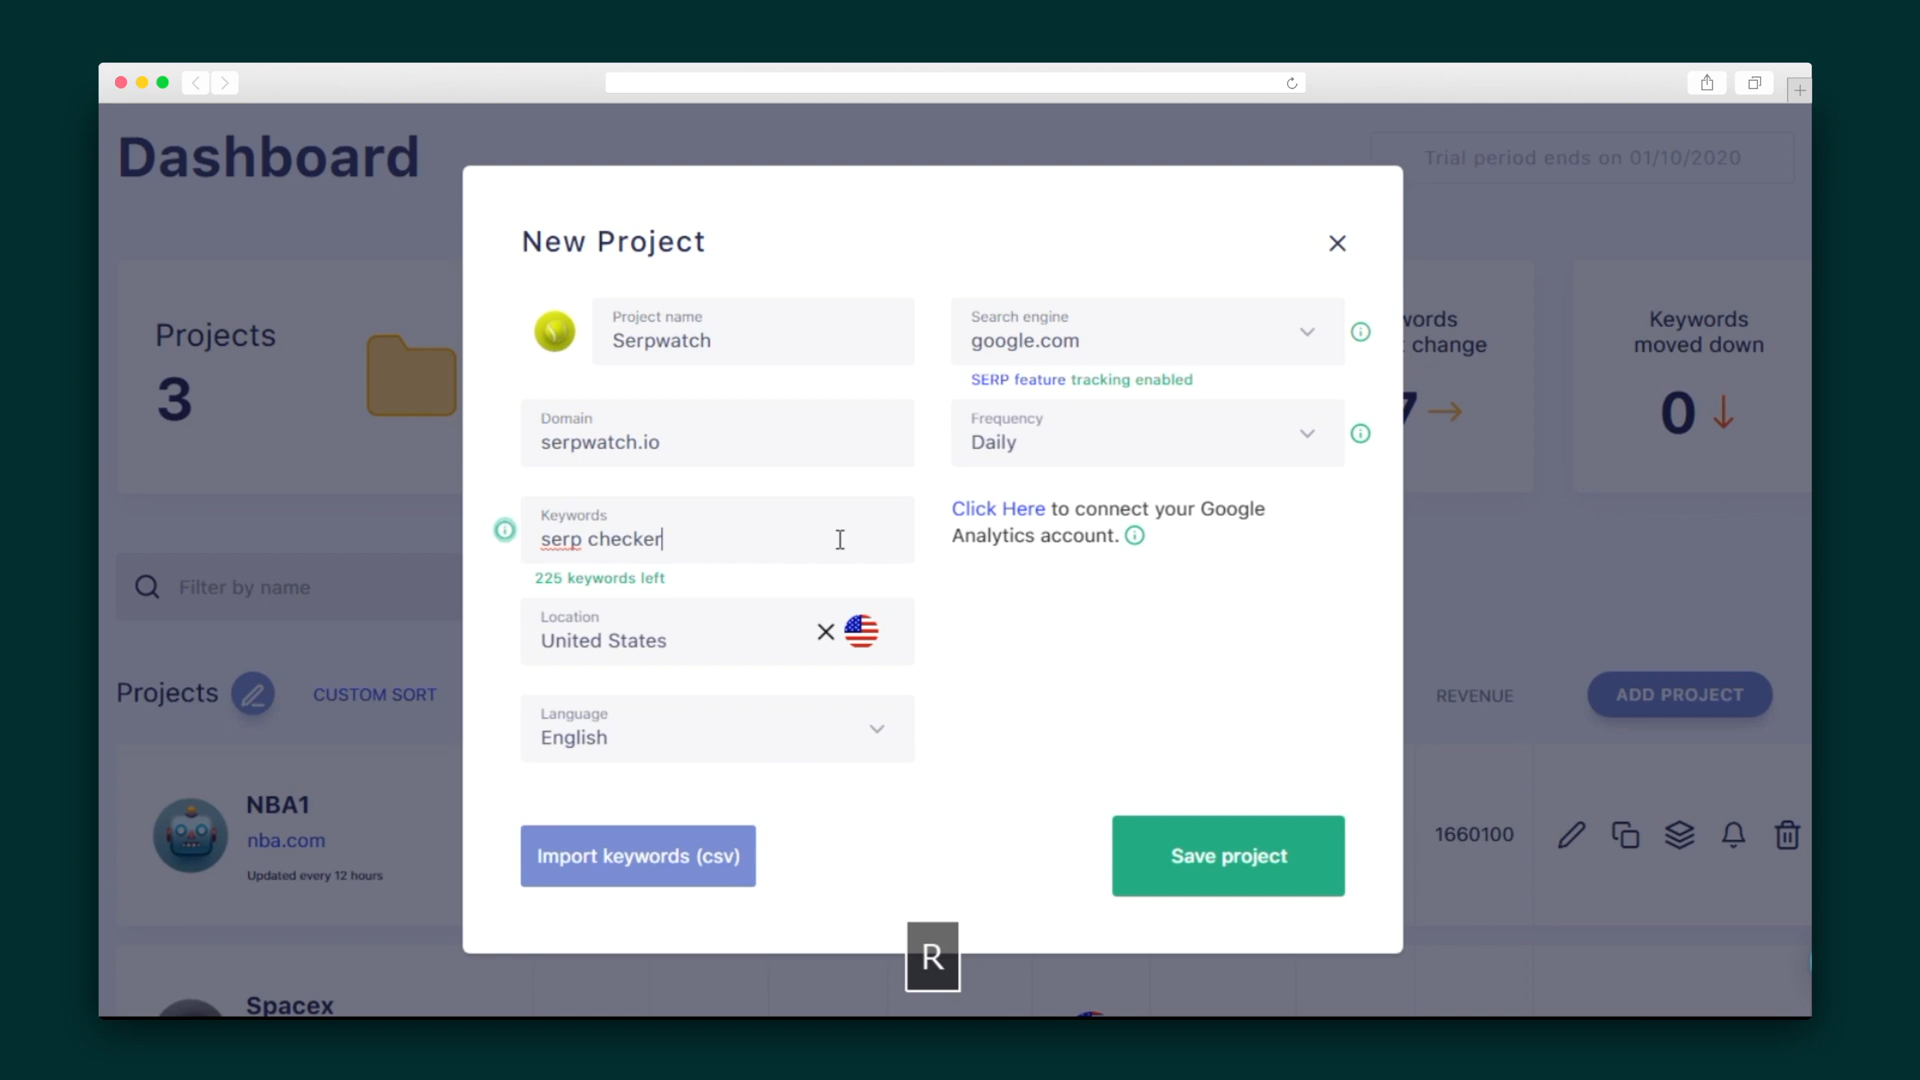 Dashboard
Trial period ends on 01/10/2020
New Project
Projects
3
Project name
Serpwatch
Search engine
google.com
SERP feature tracking enabled
Domain
serpwatch.io
Frequency
Daily
Keywords
serp checker
225 keywords left
Click Here to connect your Google
Analytics account.
Location
United States
Language
English
Import keywords (csv)
Save project
change
7
Keywords
moved down
0
Filter by name
Projects
CUSTOM SORT
REVENUE
ADD PROJECT
NBA1
nba.com
Updated every 12 hours
1660100
Spacex
R